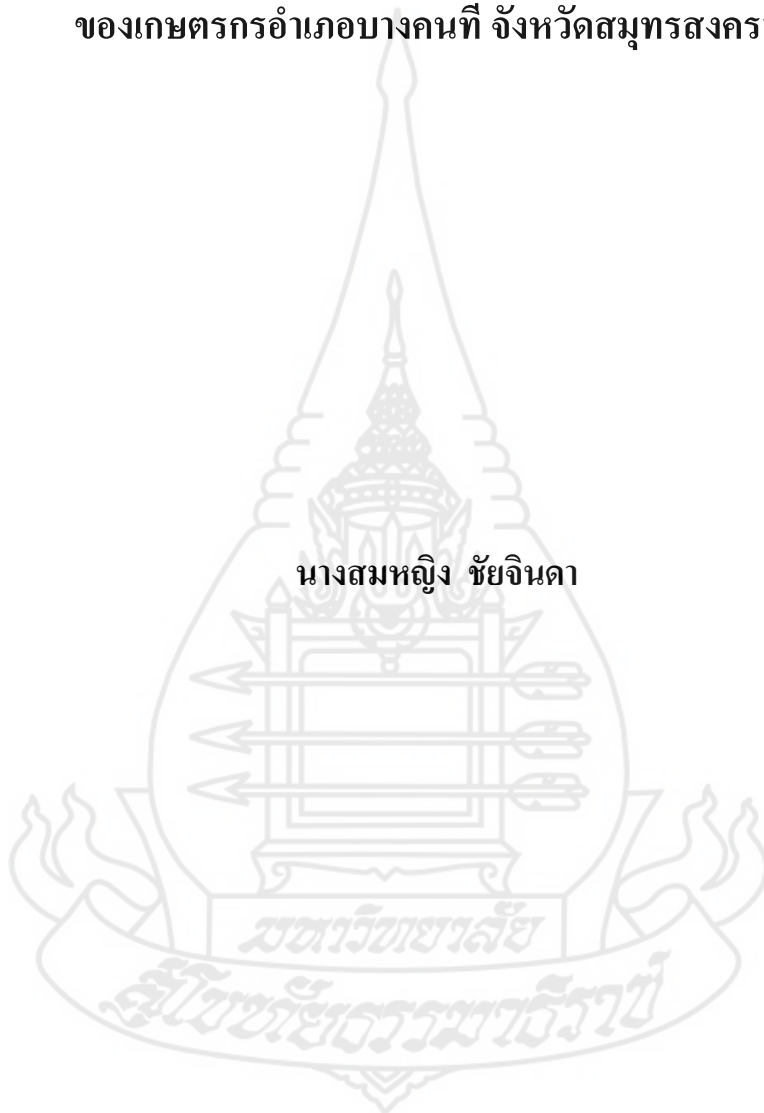 ของเกษตรกรอำเภอบางคนที จังหวัดสมุทรสงคร
นางสมหญิง ชัยจินดา
มหาวิทยาลัย
สุโขทัยธรรมาธิราช